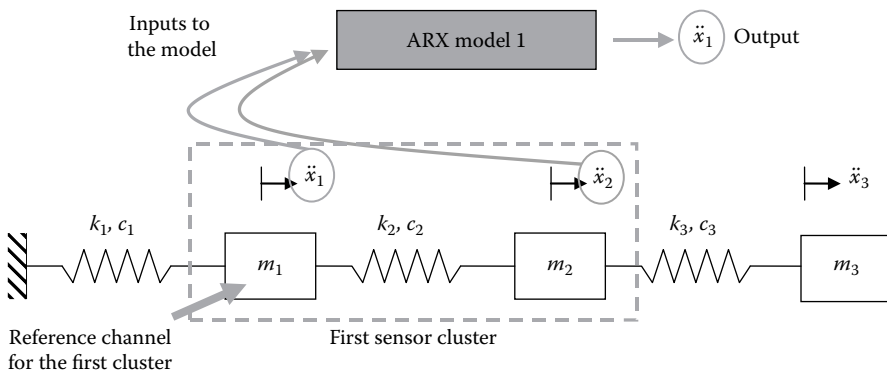 Inputs to
the model
ARX model 1
ẍ₁ Output
ẍ₁
ẍ₂
ẍ₃
k₁, c₁
k₂, c₂
k₃, c₃
m₁
m₂
m₃
Reference channel
for the first cluster
First sensor cluster